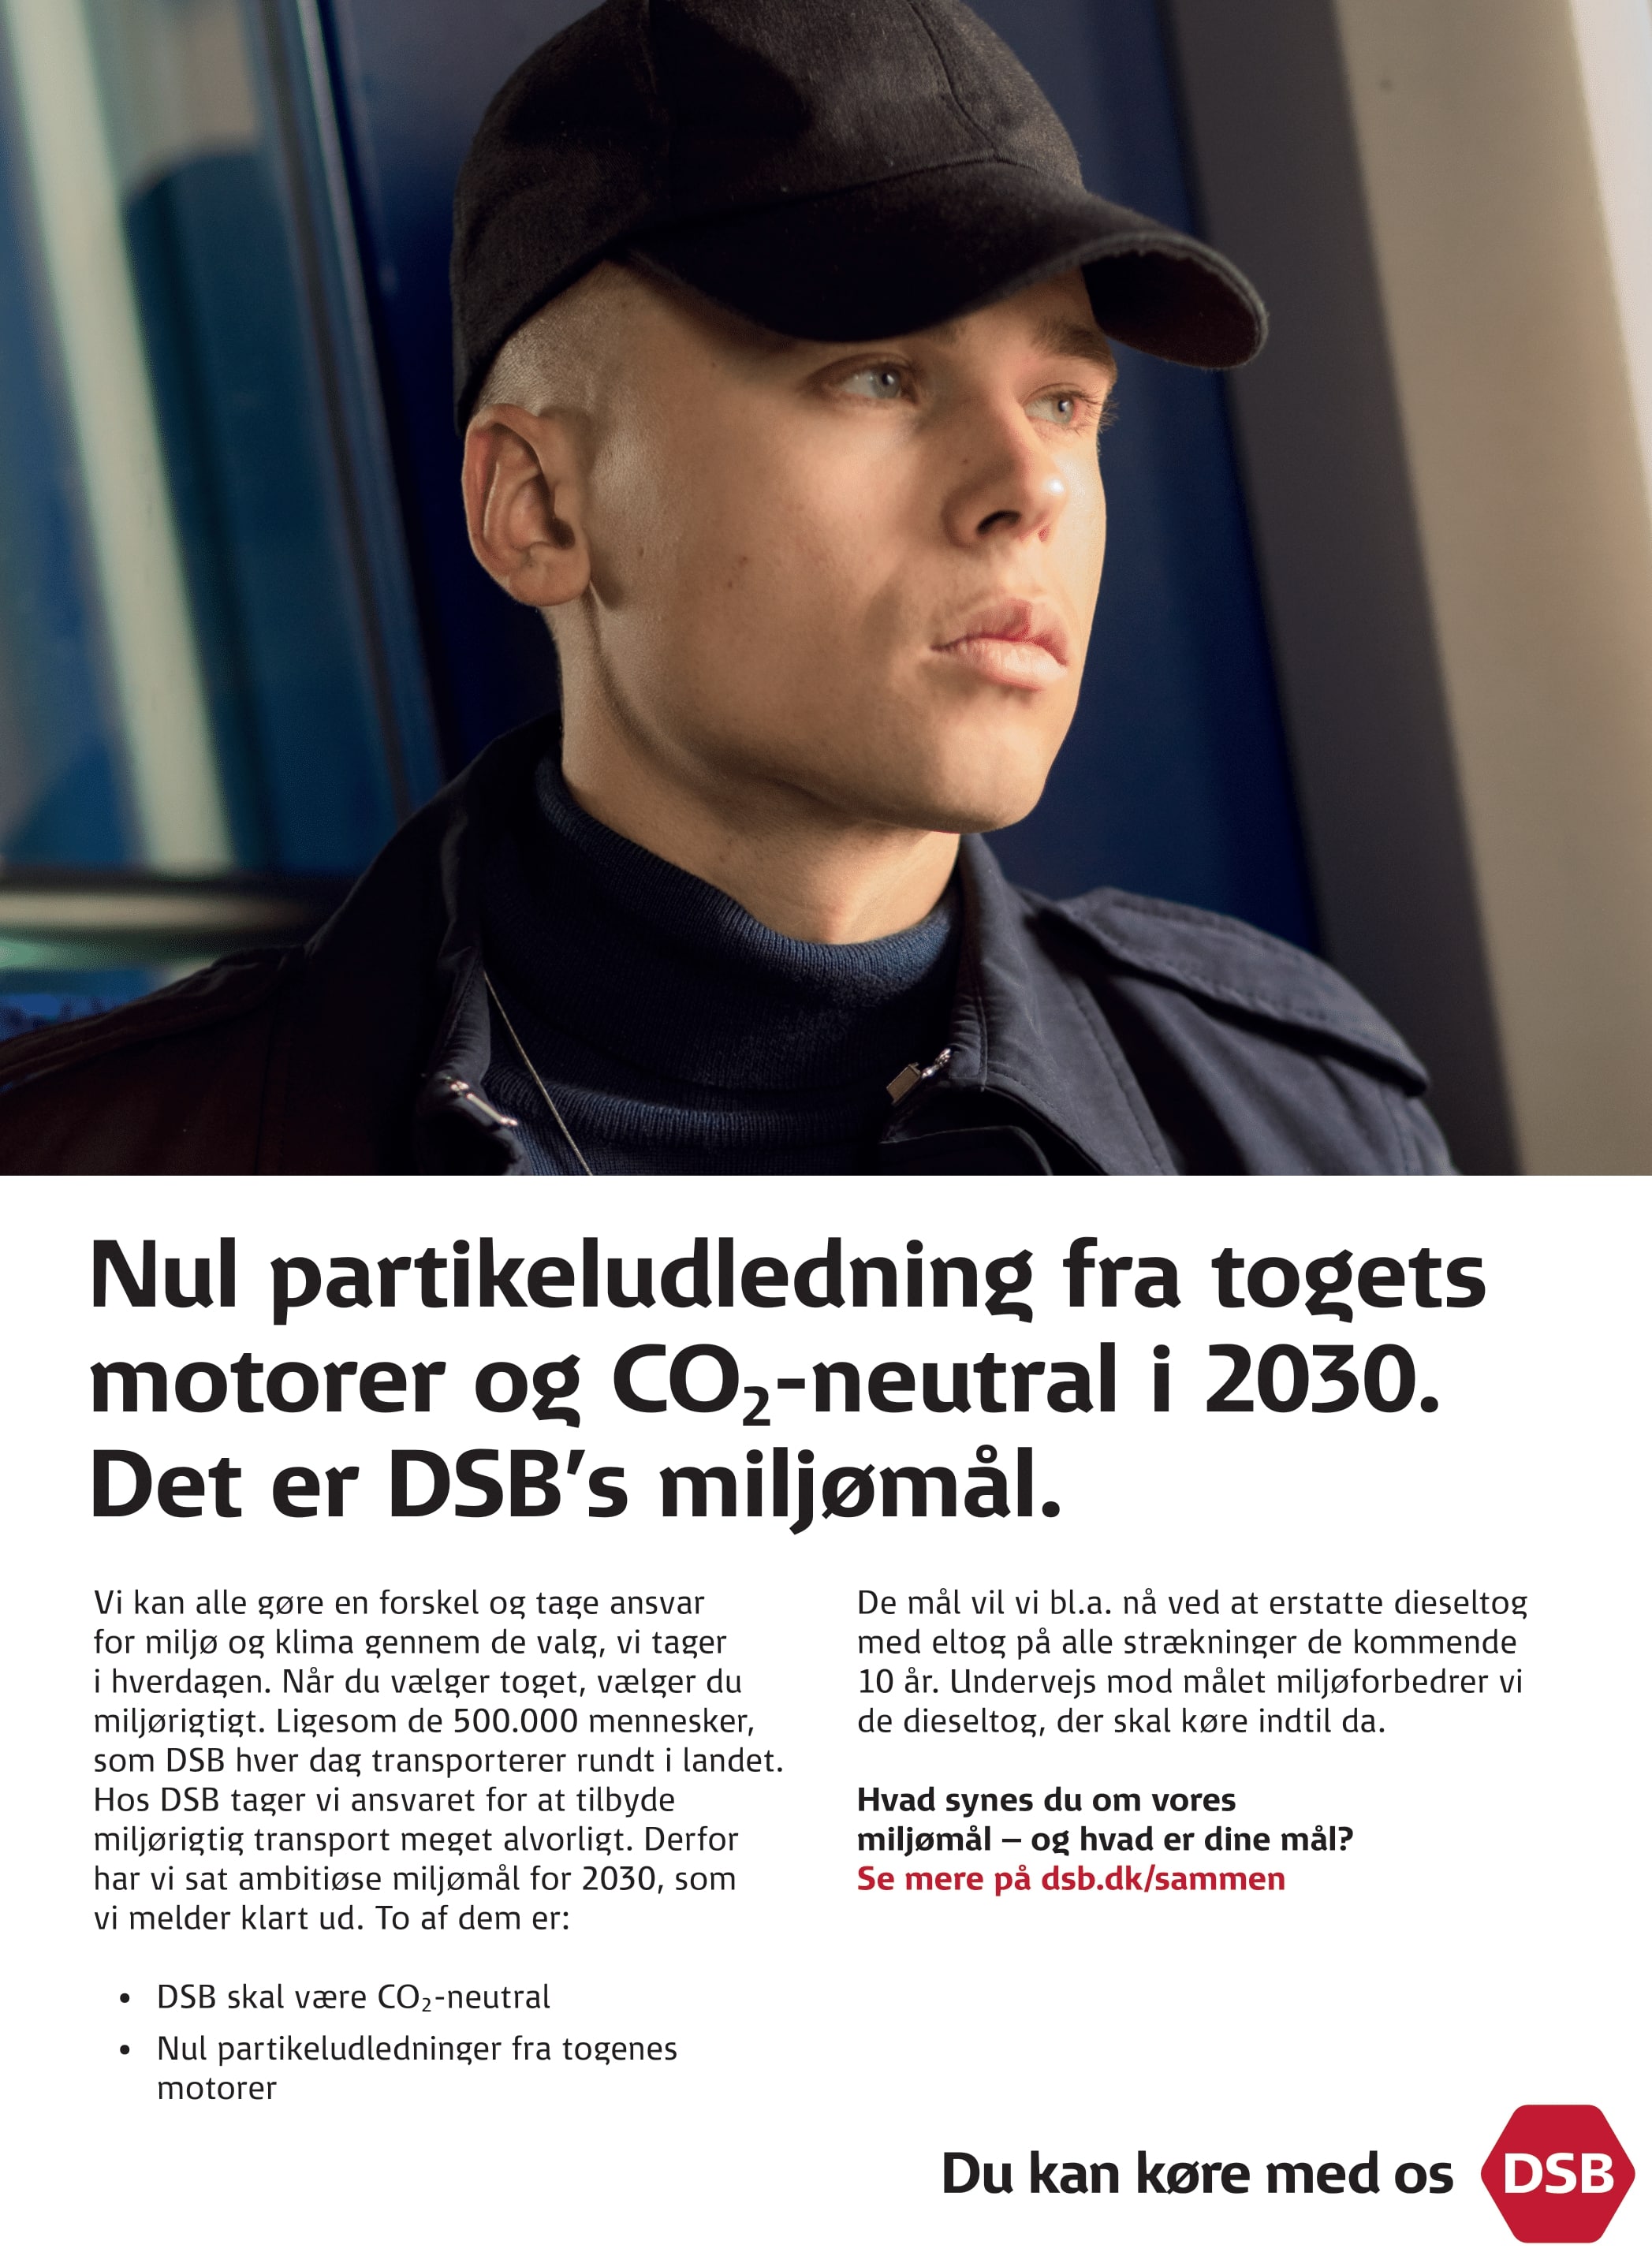 Nul partikeludledning fra togets
motorer og CO₂-neutral i 2030.
Det er DSB’s miljømål.
Vi kan alle gøre en forskel og tage ansvar
for miljø og klima gennem de valg, vi tager
i hverdagen. Når du vælger toget, vælger du
miljørigtigt. Ligesom de 500.000 mennesker,
som DSB hver dag transporterer rundt i landet.
Hos DSB tager vi ansvaret for at tilbyde
miljørigtig transport meget alvorligt. Derfor
har vi sat ambitiøse miljømål for 2030, som
vi melder klart ud. To af dem er:
• DSB skal være CO₂-neutral
• Nul partikeludledninger fra togenes
motorer
De mål vil vi bl.a. nå ved at erstatte dieseltog
med eltog på alle strækninger de kommende
10 år. Undervejs mod målet miljøforbedrer vi
de dieseltog, der skal køre indtil da.
Hvad synes du om vores
miljømål – og hvad er dine mål?
Se mere på dsb.dk/sammen
Du kan køre med os DSB